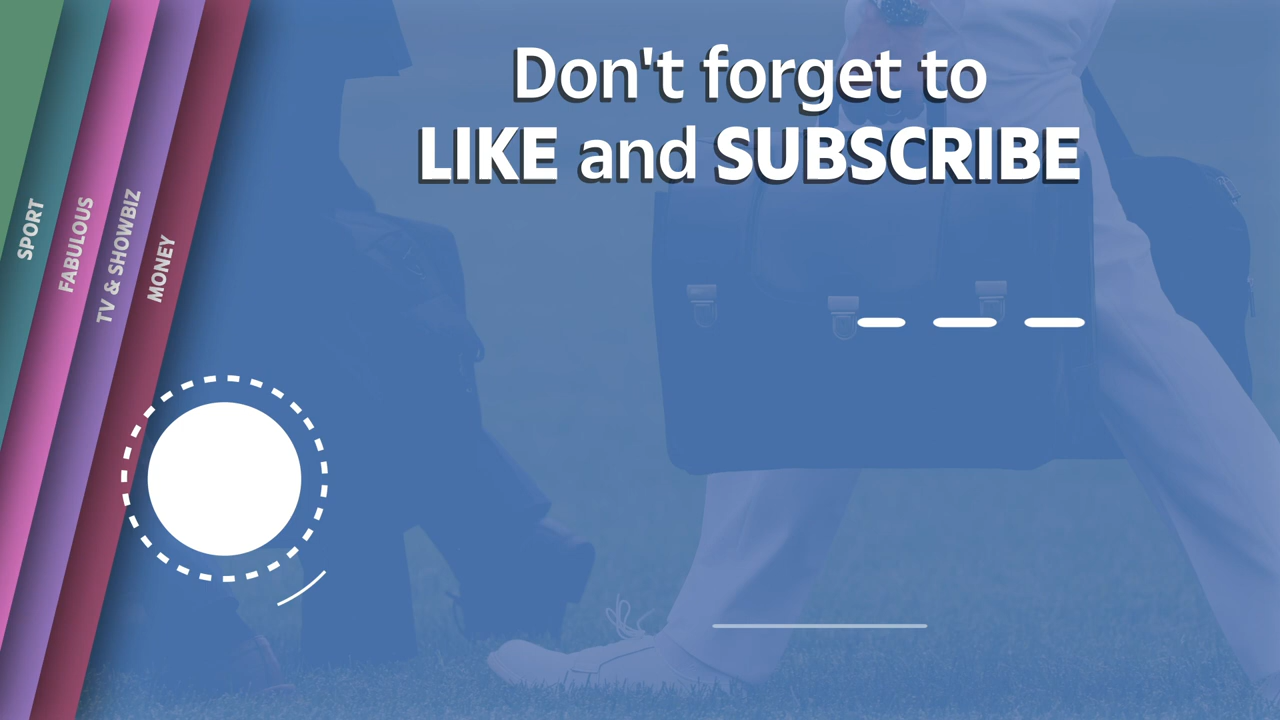 Don't forget to
LIKE and SUBSCRIBE
SPORT
FABULOUS
TV & SHOWBIZ
MONEY